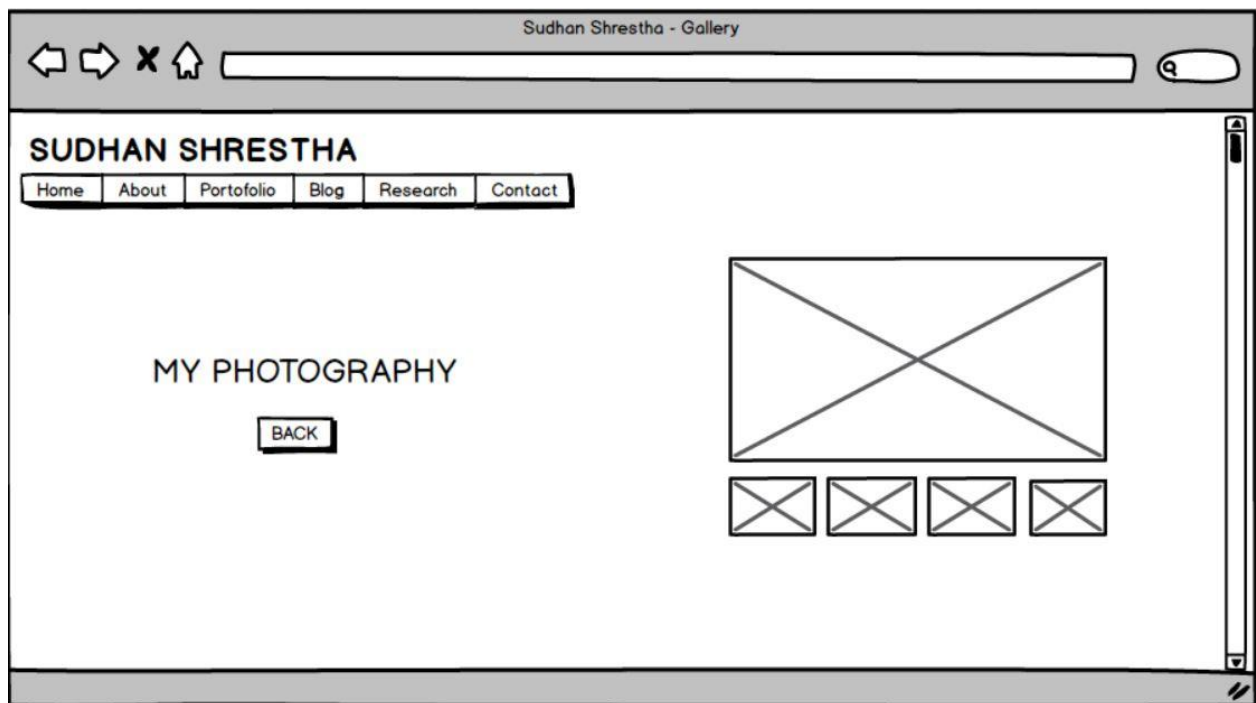 Sudhan Shrestha - Gallery
SUDHAN SHRESTHA
Home About Portofolio Blog Research Contact
MY PHOTOGRAPHY
BACK